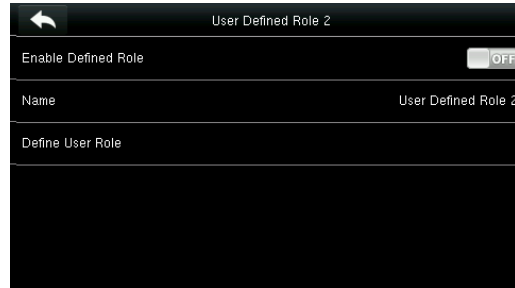 User Defined Role 2
Enable Defined Role OFF
Name User Defined Role 2
Define User Role